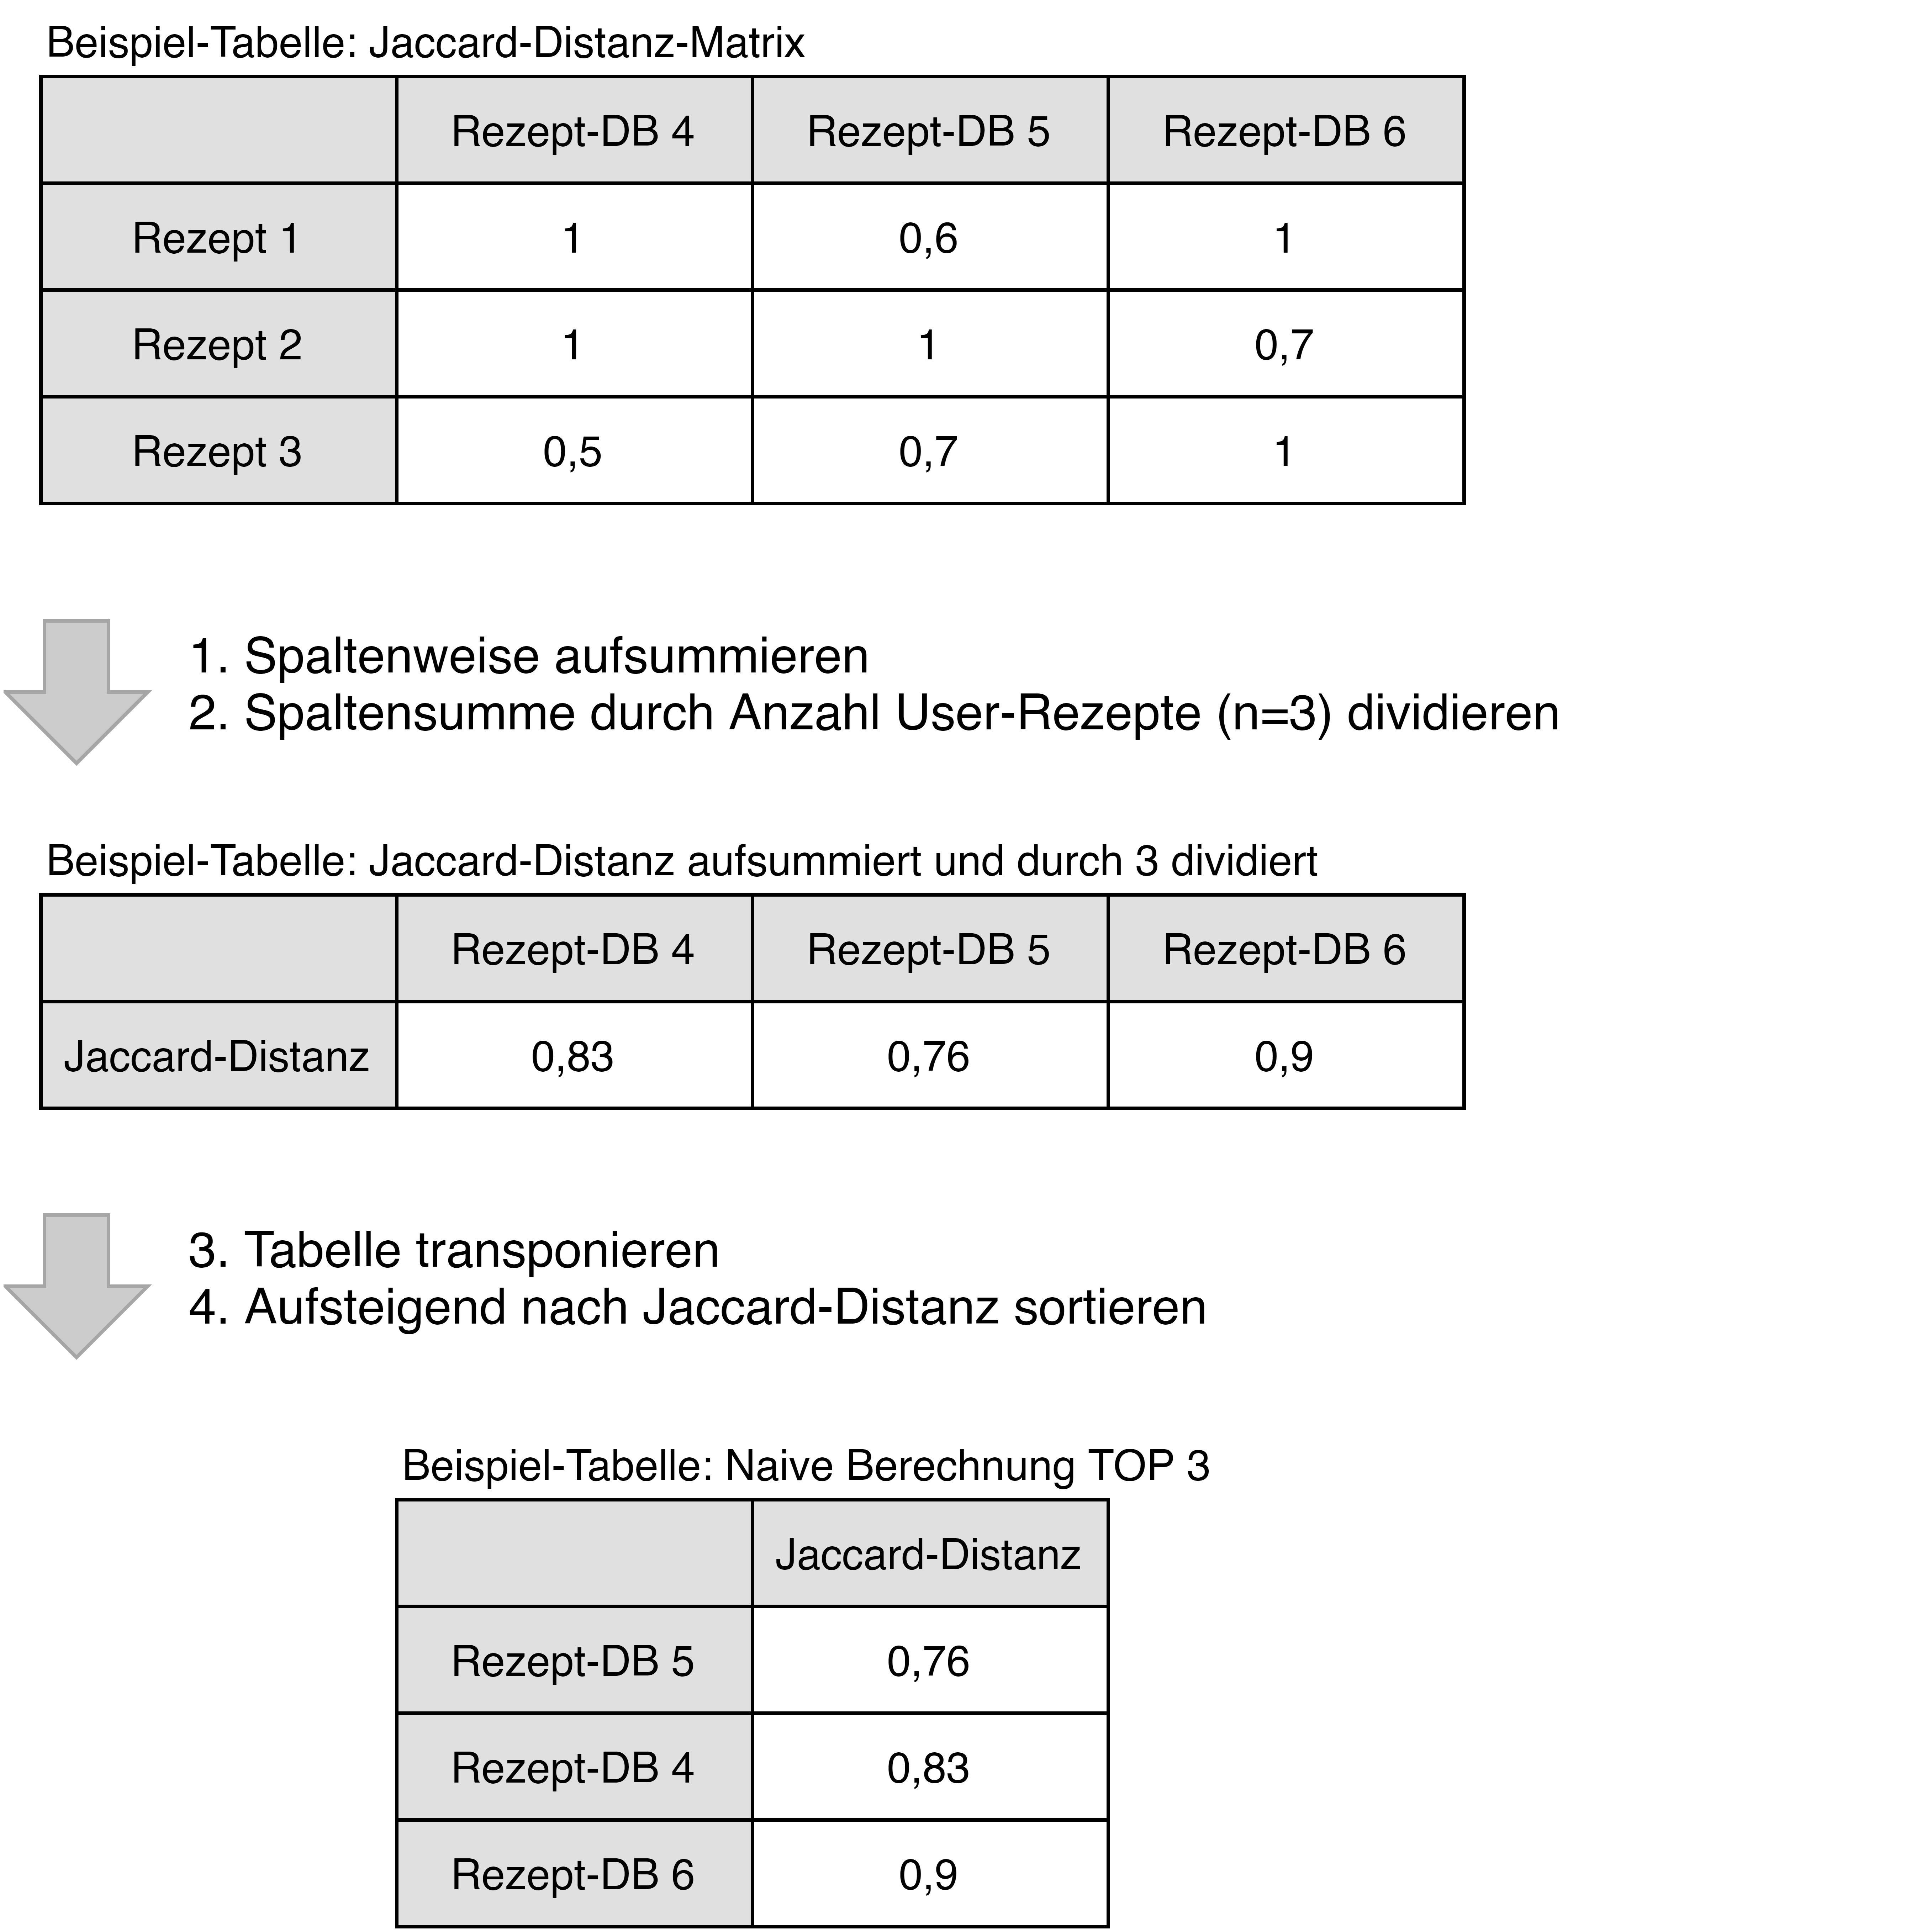 Beispiel-Tabelle: Jaccard-Distanz-Matrix
Rezept-DB 4 Rezept-DB 5 Rezept-DB 6
Rezept 1 1 0,6 1
Rezept 2 1 1 0,7
Rezept 3 0,5 0,7 1
1. Spaltenweise aufsummieren
2. Spaltensumme durch Anzahl User-Rezepte (n=3) dividieren
Beispiel-Tabelle: Jaccard-Distanz aufsummiert und durch 3 dividiert
Rezept-DB 4 Rezept-DB 5 Rezept-DB 6
Jaccard-Distanz 0,83 0,76 0,9
3. Tabelle transponieren
4. Aufsteigend nach Jaccard-Distanz sortieren
Beispiel-Tabelle: Naive Berechnung TOP 3
Jaccard-Distanz
Rezept-DB 5 0,76
Rezept-DB 4 0,83
Rezept-DB 6 0,9